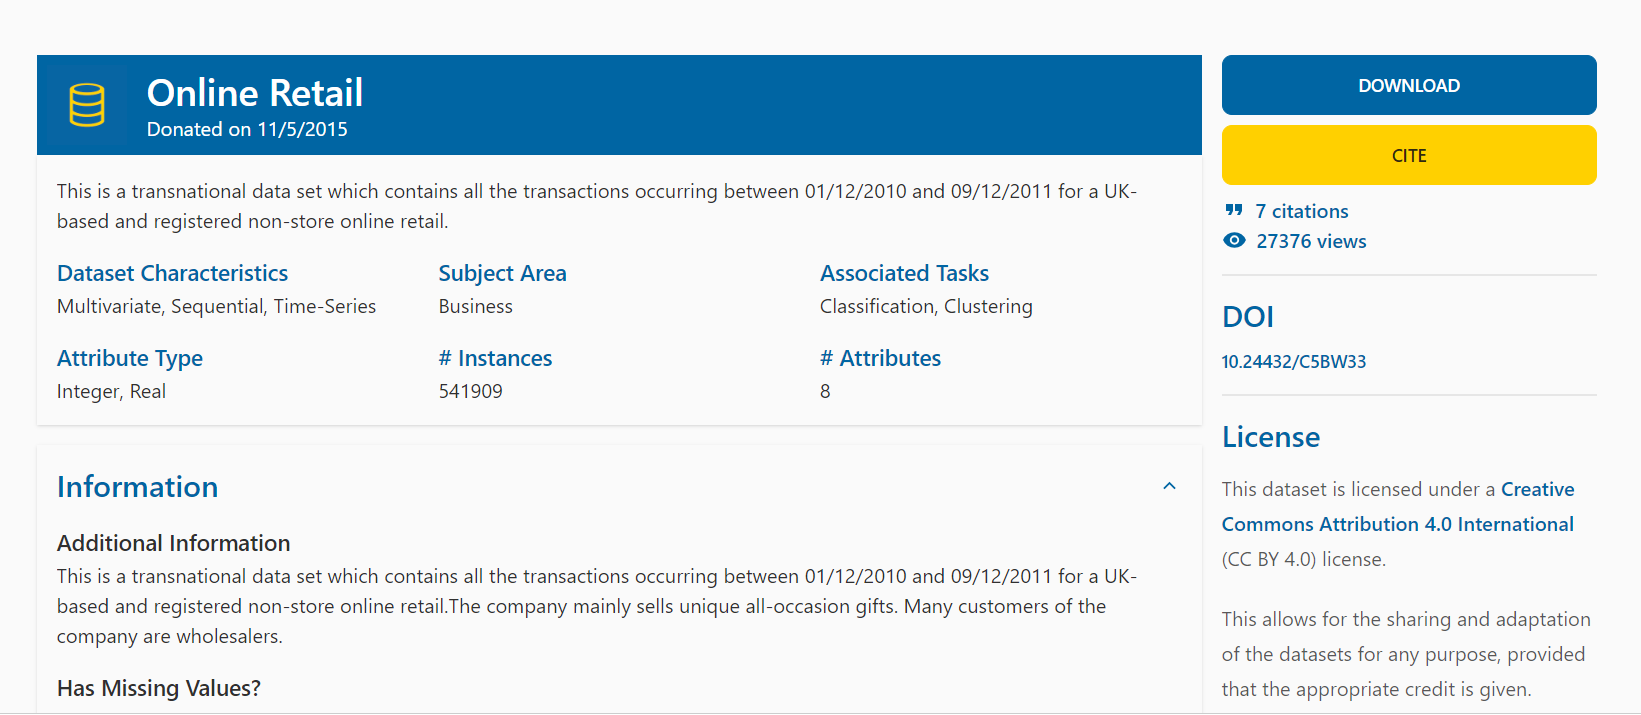 Online Retail
Donated on 11/5/2015
This is a transnational data set which contains all the transactions occurring between 01/12/2010 and 09/12/2011 for a UK-
based and registered non-store online retail.
Dataset Characteristics
Multivariate, Sequential, Time-Series
Subject Area
Business
Associated Tasks
Classification, Clustering
Attribute Type
Integer, Real
# Instances
541909
# Attributes
8
Information
Additional Information
This is a transnational data set which contains all the transactions occurring between 01/12/2010 and 09/12/2011 for a UK-
based and registered non-store online retail.The company mainly sells unique all-occasion gifts. Many customers of the
company are wholesalers.
Has Missing Values?
DOWNLOAD
CITE
7 citations
27376 views
DOI
10.24432/C5BW33
License
This dataset is licensed under a Creative
Commons Attribution 4.0 International
(CC BY 4.0) license.
This allows for the sharing and adaptation
of the datasets for any purpose, provided
that the appropriate credit is given.